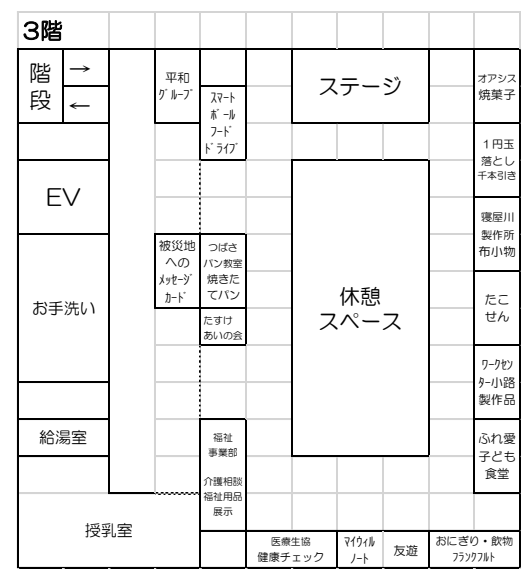 3階
階
段
→
←
平和
ｸﾞﾙｰﾌﾟ
ｽﾏｰﾄ
ﾎﾞｰﾙ
ﾌｰﾄﾞ
ﾄﾞﾗｲﾌﾞ
ステージ
オアシス
焼菓子
１円玉
落とし
千本引き
EV
寝屋川
製作所
布小物
お手洗い
被災地
への
ﾒｯｾｰｼﾞ
ｶｰﾄﾞ
つばさ
パン教室
焼きた
てパン
たすけ
あいの会
休憩
スペース
たこ
せん
ﾜｰｸｾﾝ
ﾀｰ小路
製作品
給湯室
福祉
事業部
介護相談
福祉用品
展示
ふれ愛
子ども
食堂
授乳室
医療生協
健康チェック
ﾏｲｳｨﾙ
ﾉｰﾄ
友遊
おにぎり・飲物
ﾌﾗﾝｸﾌﾙﾄ